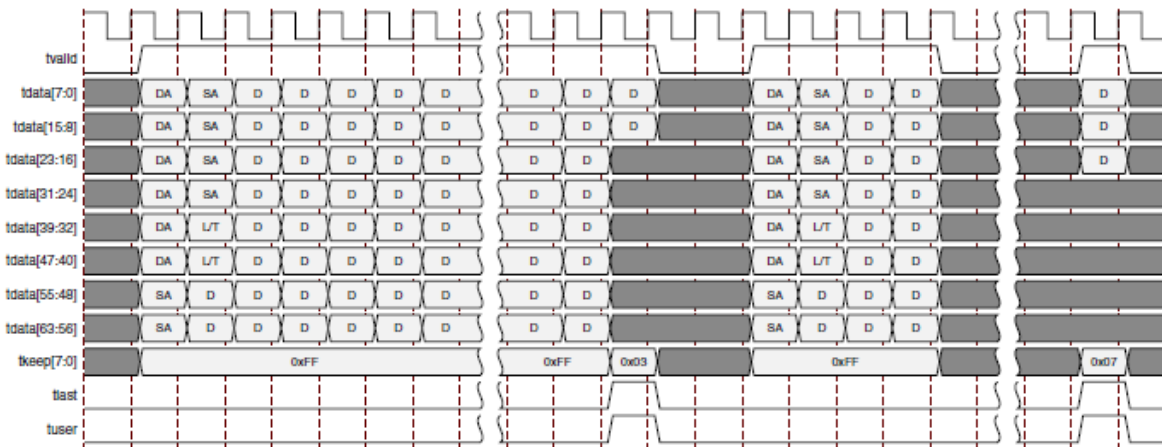 tvalid
tdata[7:0] DA SA D D D D D D D D DA SA D D D
tdata[15:8] DA SA D D D D D D D D DA SA D D D
tdata[23:16] DA SA D D D D D D D DA SA D D D
tdata[31:24] DA SA D D D D D D D DA SA D D
tdata[39:32] DA L/T D D D D D D D DA L/T D D
tdata[47:40] DA L/T D D D D D D D DA L/T D D
tdata[55:48] SA D D D D D D D D SA D D D
tdata[63:56] SA D D D D D D D D SA D D D
tkeep[7:0] 0xFF 0xFF 0x03 0xFF 0x07
tlast
tuser